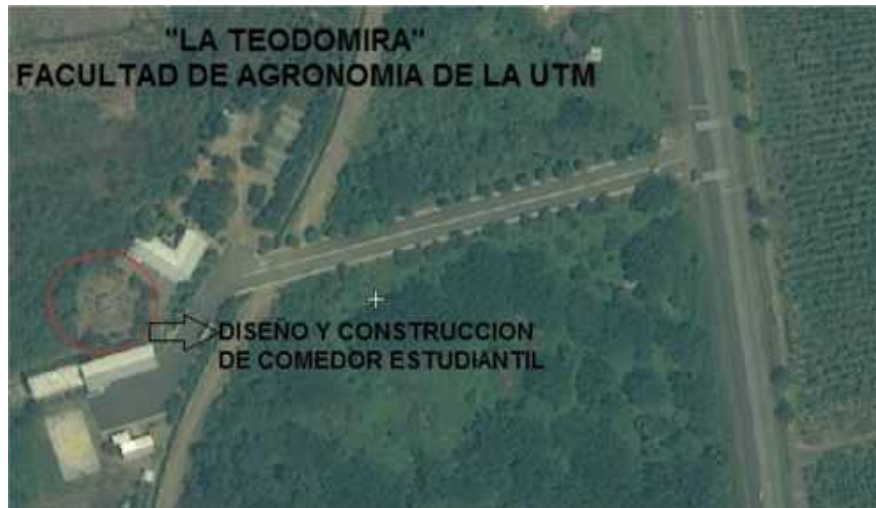 "LA TEODOMIRA"
FACULTAD DE AGRONOMIA DE LA UTM
DISEÑO Y CONSTRUCCION
DE COMEDOR ESTUDIANTIL